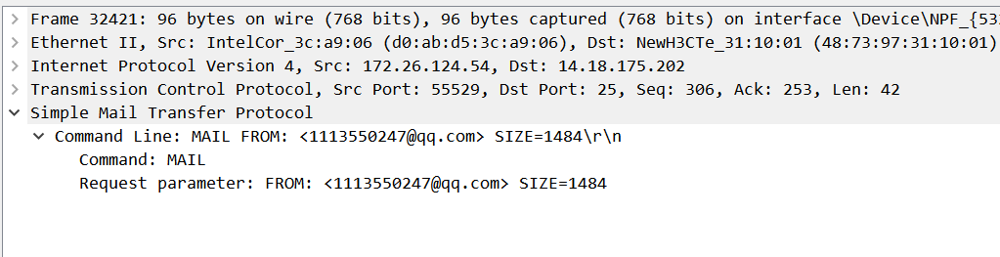 Frame 32421: 96 bytes on wire (768 bits), 96 bytes captured (768 bits) on interface \Device\NPF_{53
Ethernet II, Src: IntelCor_3c:a9:06 (d0:ab:d5:3c:a9:06), Dst: NewH3CTe_31:10:01 (48:73:97:31:10:01)
Internet Protocol Version 4, Src: 172.26.124.54, Dst: 14.18.175.202
Transmission Control Protocol, Src Port: 55529, Dst Port: 25, Seq: 306, Ack: 253, Len: 42
Simple Mail Transfer Protocol
Command Line: MAIL FROM: <1113550247@qq.com> SIZE=1484\r\n
Command: MAIL
Request parameter: FROM: <1113550247@qq.com> SIZE=1484